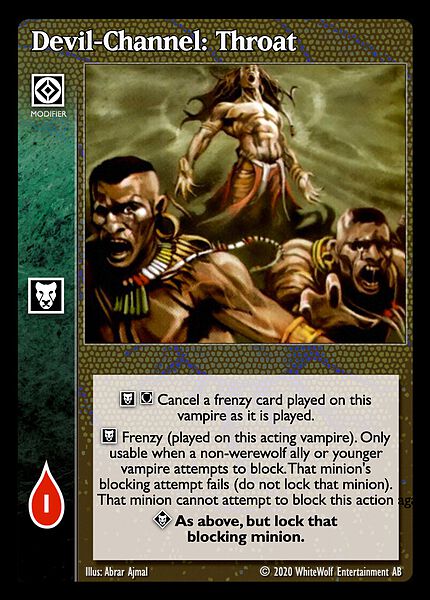 Devil-Channel: Throat
MODIFIER
Cancel a frenzy card played on this
vampire as it is played.
Frenzy (played on this acting vampire). Only
usable when a non-werewolf ally or younger
vampire attempts to block. That minion's
blocking attempt fails (do not lock that minion).
That minion cannot attempt to block this action aga
As above, but lock that
blocking minion.
1
Illus: Abrar Ajmal © 2020 WhiteWolf Entertainment AB